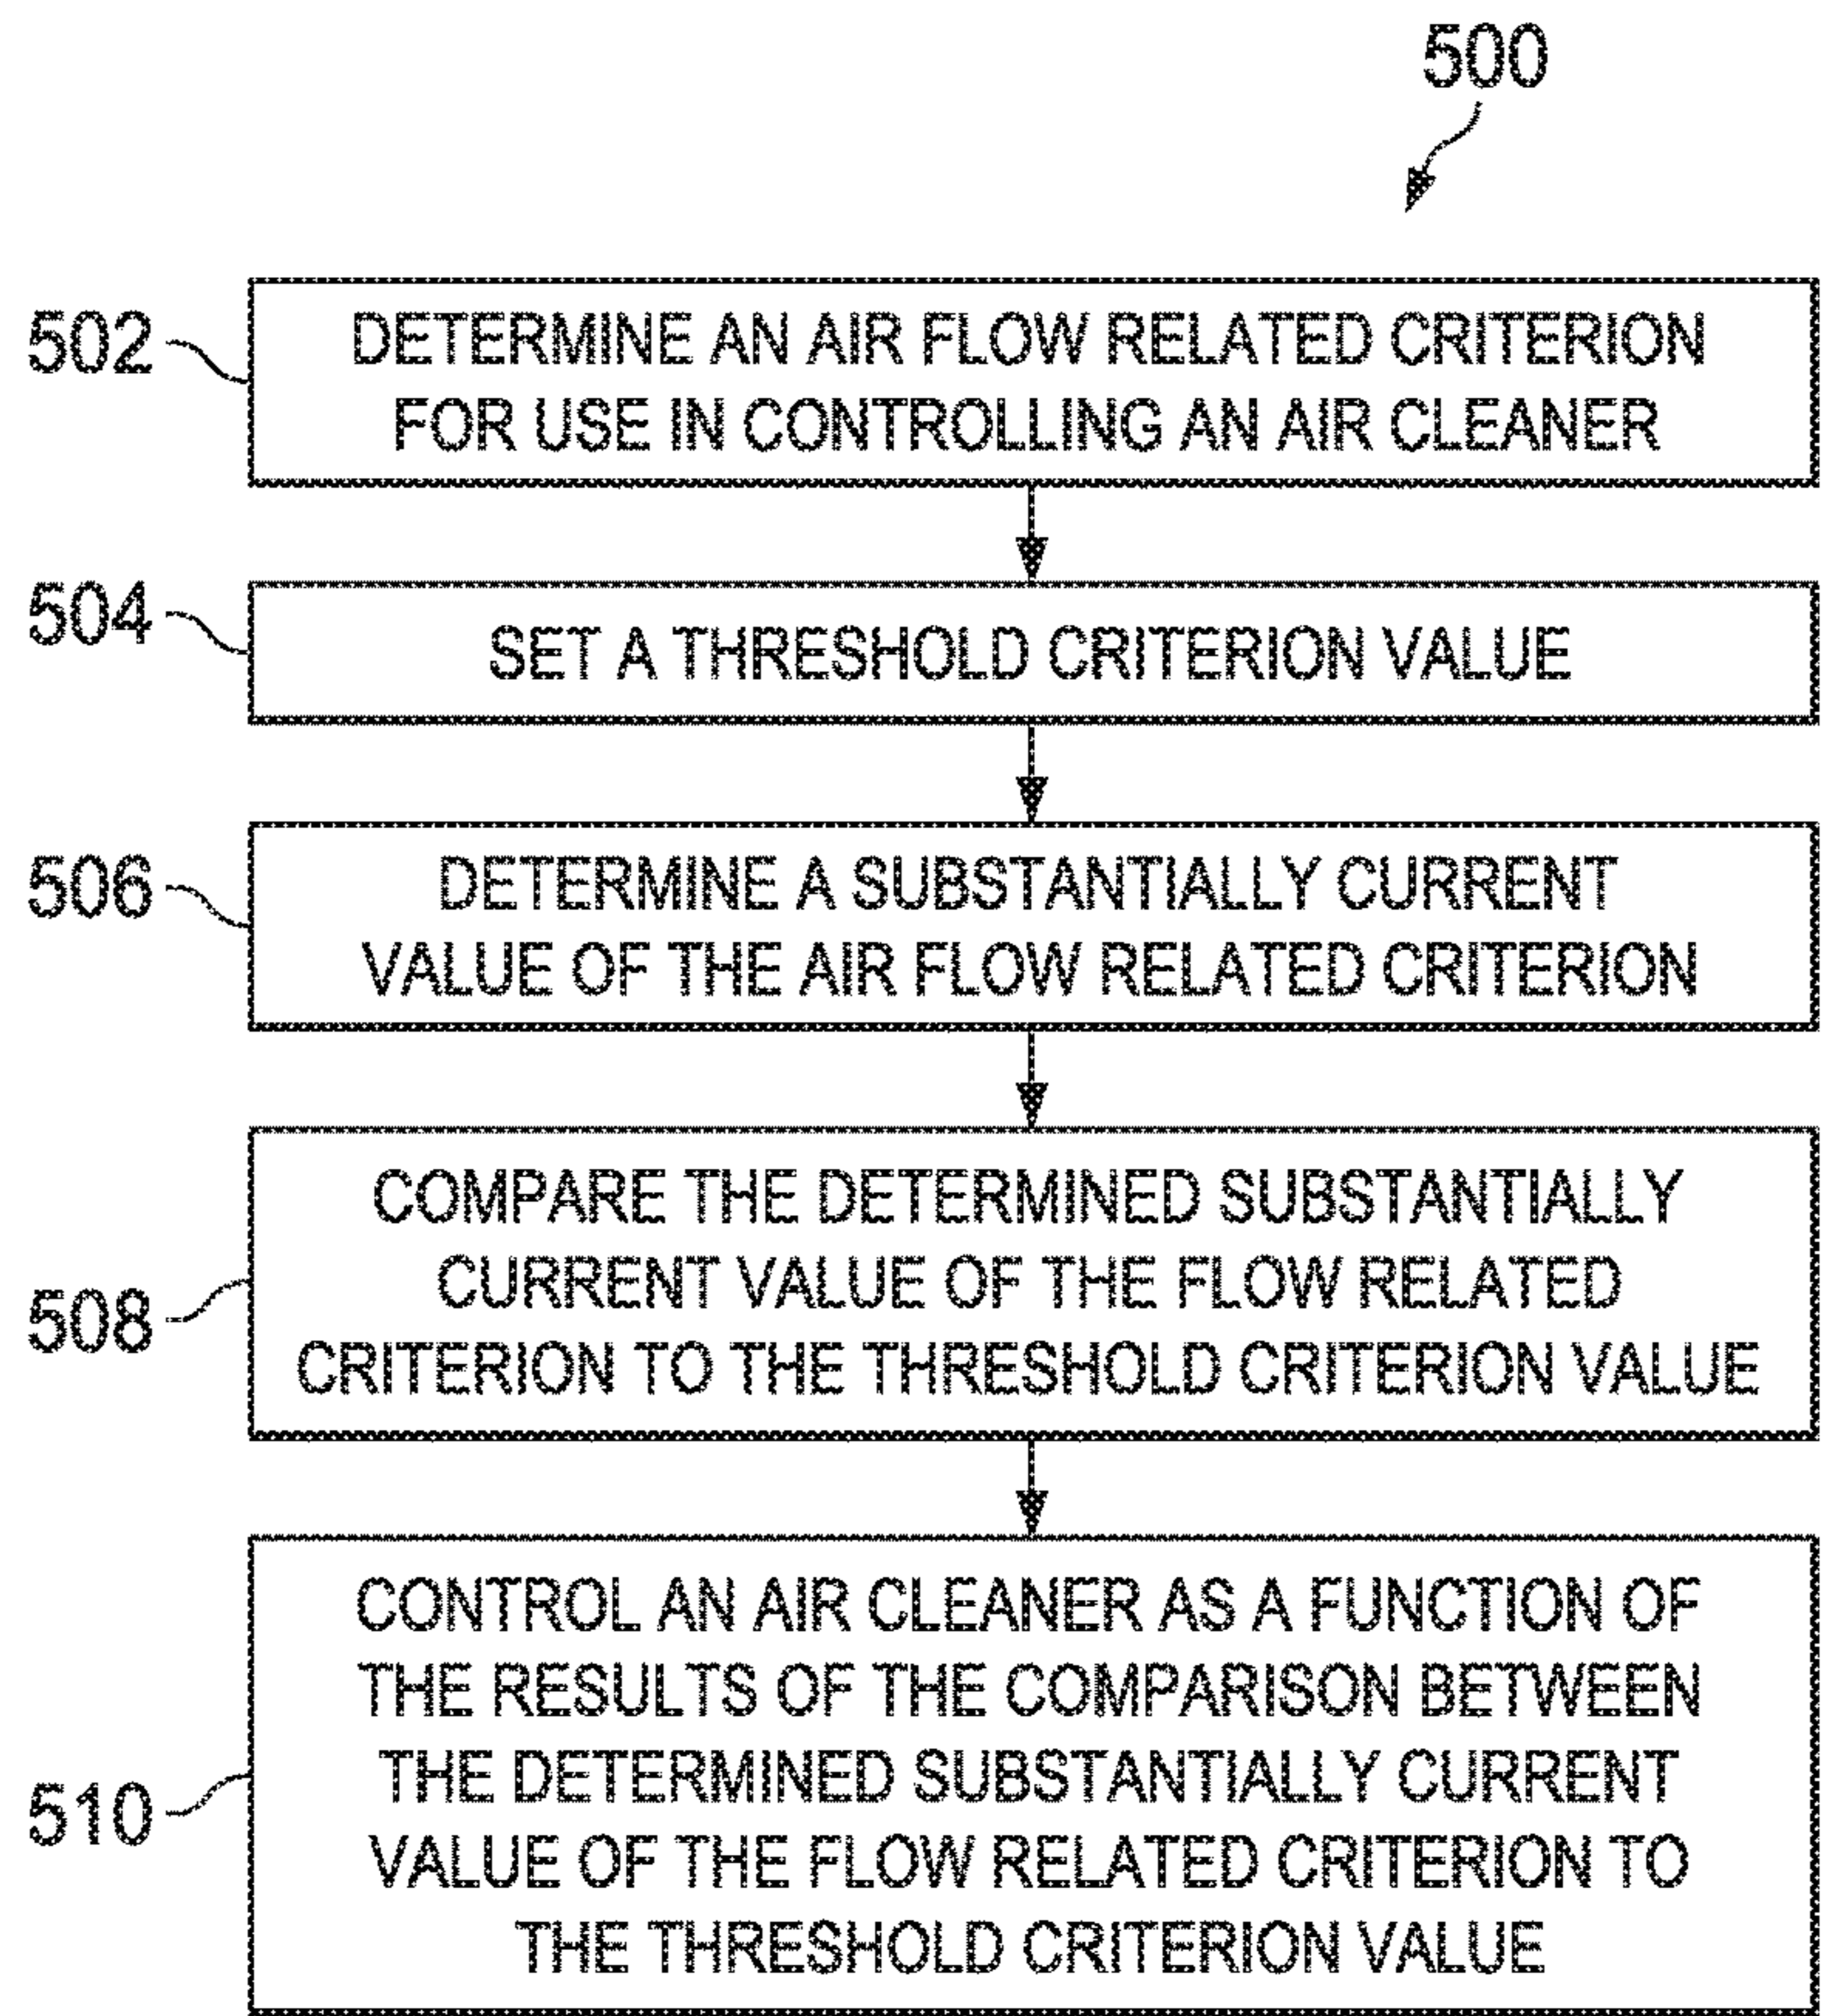 500
502
DETERMINE AN AIR FLOW RELATED CRITERION
FOR USE IN CONTROLLING AN AIR CLEANER
504
SET A THRESHOLD CRITERION VALUE
506
DETERMINE A SUBSTANTIALLY CURRENT
VALUE OF THE AIR FLOW RELATED CRITERION
508
COMPARE THE DETERMINED SUBSTANTIALLY
CURRENT VALUE OF THE FLOW RELATED
CRITERION TO THE THRESHOLD CRITERION VALUE
510
CONTROL AN AIR CLEANER AS A FUNCTION OF
THE RESULTS OF THE COMPARISON BETWEEN
THE DETERMINED SUBSTANTIALLY CURRENT
VALUE OF THE FLOW RELATED CRITERION TO
THE THRESHOLD CRITERION VALUE